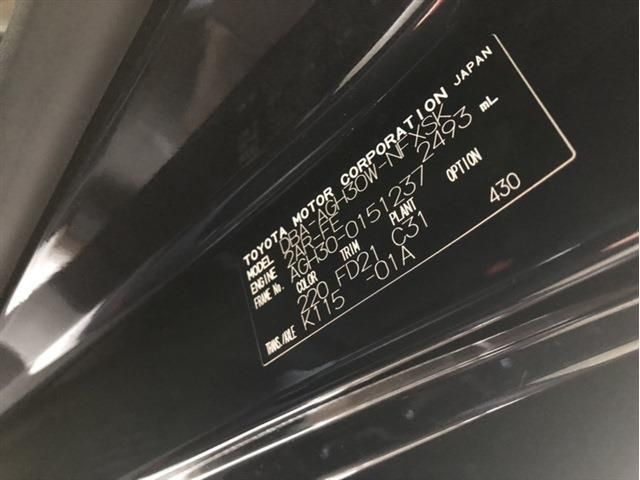 TOYOTA MOTOR CORPORATION JAPAN
MODEL DBA-AGH30W-NFXSK
ENGINE 2AR-FE 2493 mL
FRAME No. AGH30-0151237
COLOR TRIM PLANT OPTION
220 FD21 C31 430
TRANS./AXLE K115 -01A